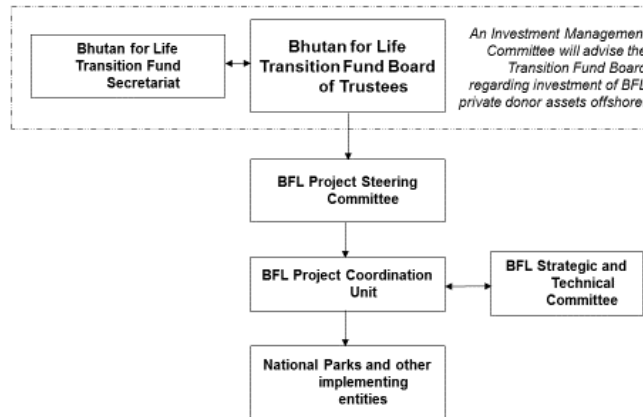 Bhutan for Life
Transition Fund
Secretariat
Bhutan for Life
Transition Fund Board
of Trustees
An Investment Management
Committee will advise the
Transition Fund Board
regarding investment of BFL
private donor assets offshore
BFL Project Steering
Committee
BFL Project Coordination
Unit
BFL Strategic and
Technical
Committee
National Parks and other
implementing
entities